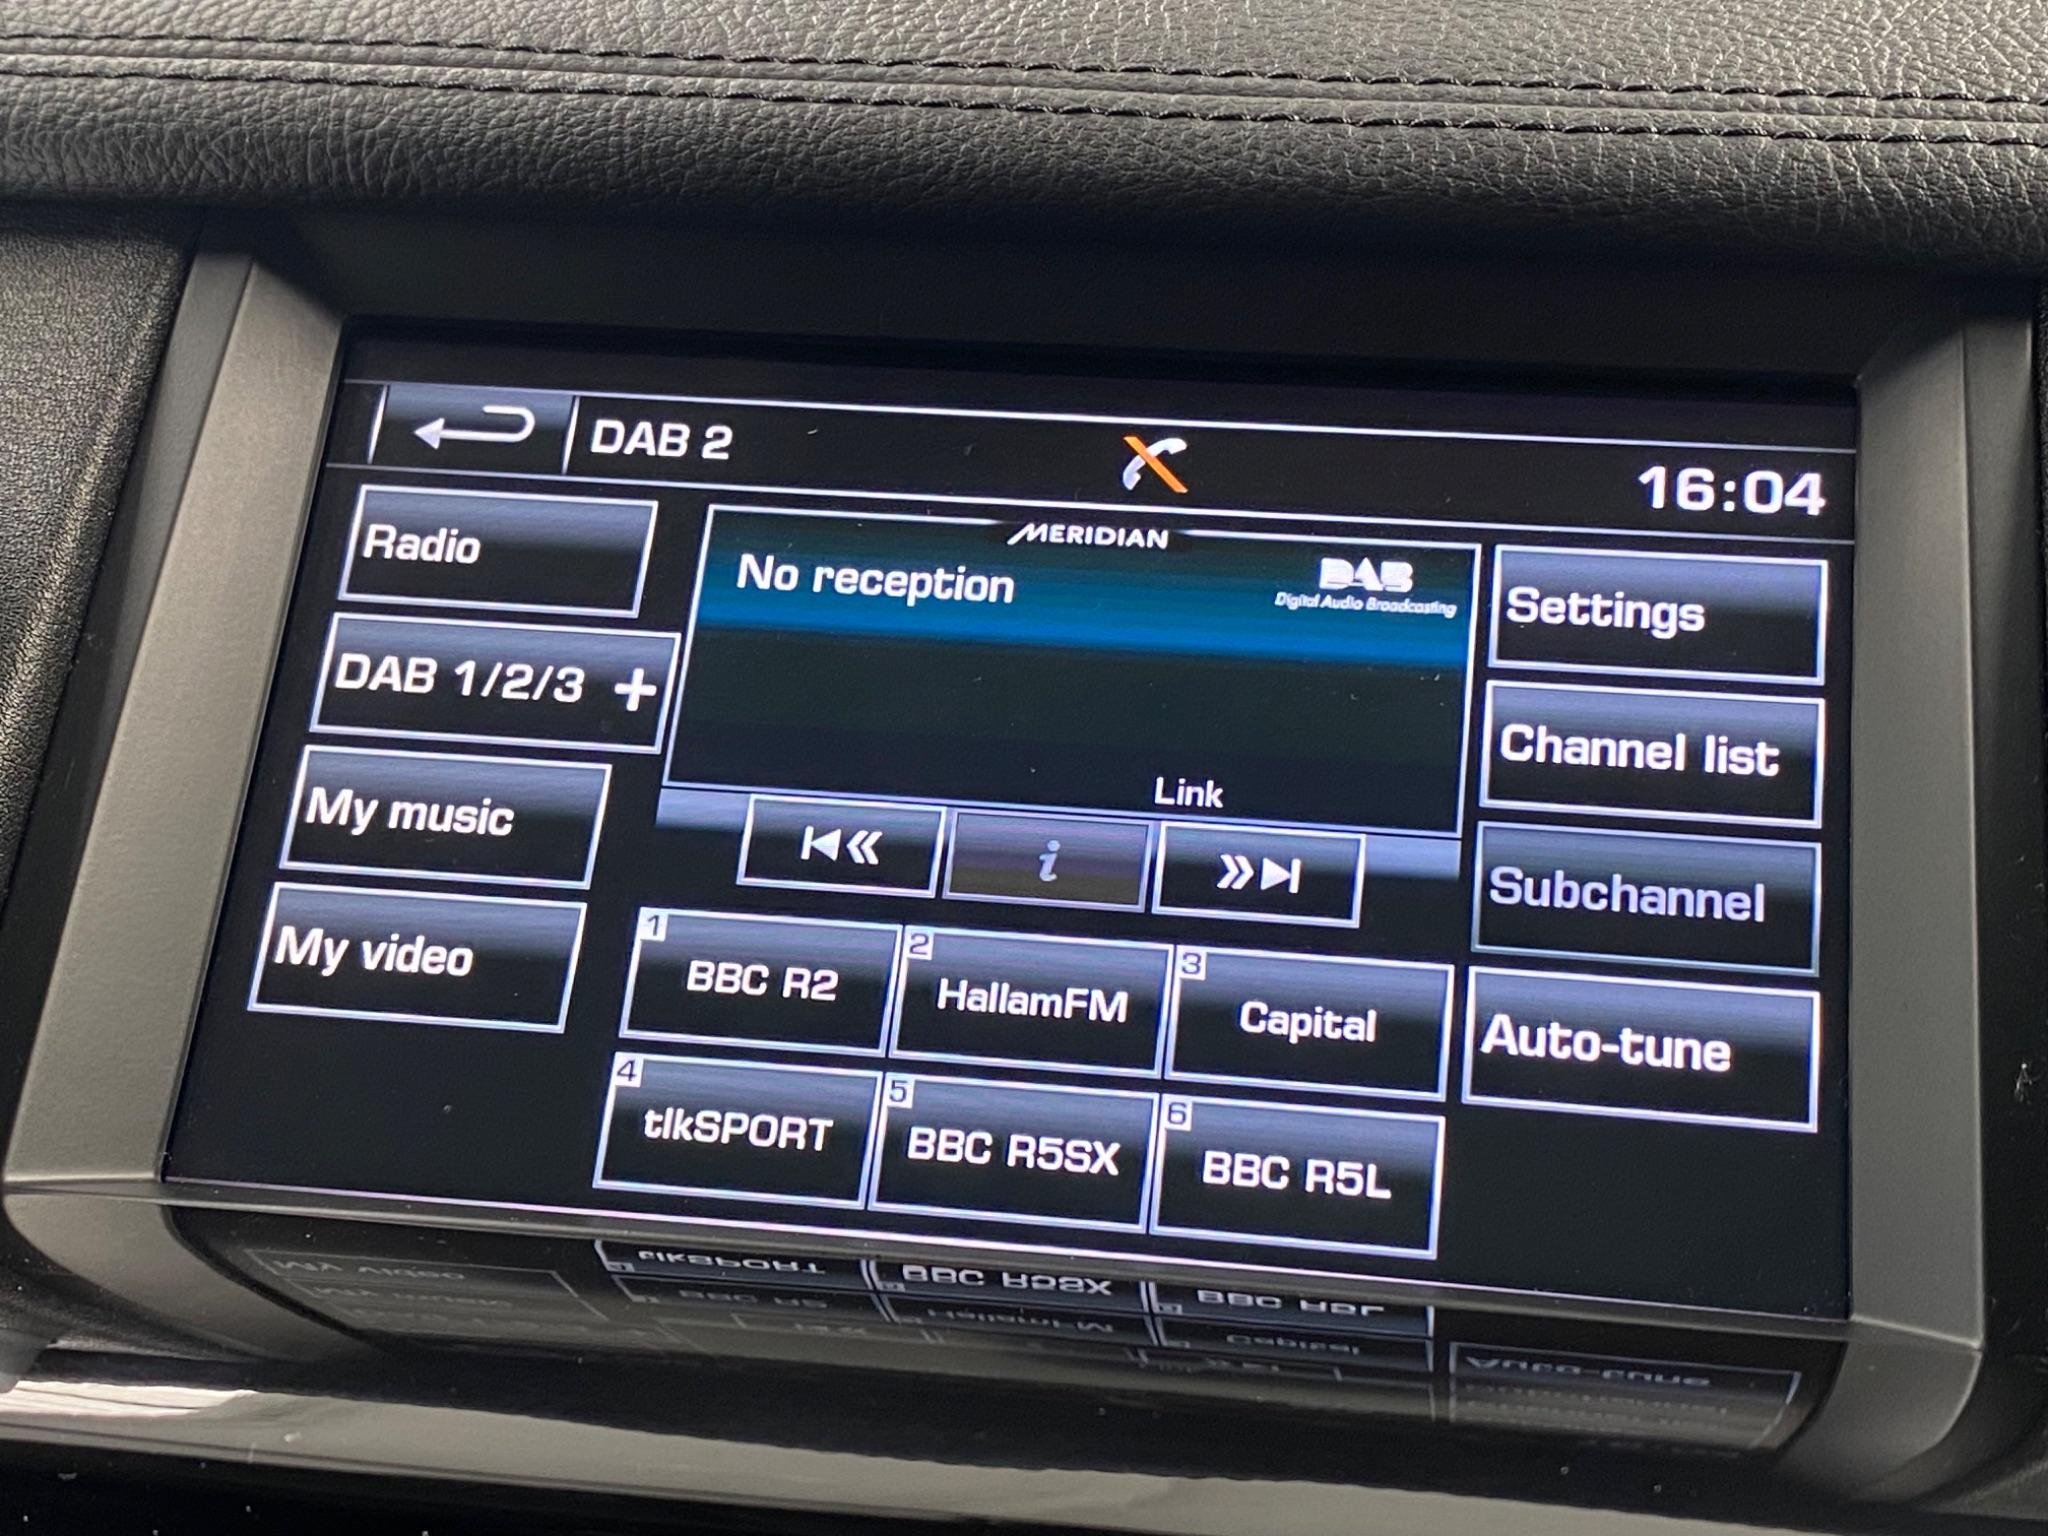 DAB 2
16:04
Radio
DAB 1/2/3 +
My music
My video
MERIDIAN
No reception
DAB
Digital Audio Broadcasting
Link
i
Settings
Channel list
Subchannel
Auto-tune
1 BBC R2
2 HallamFM
3 Capital
4 tlkSPORT
5 BBC R5SX
6 BBC R5L